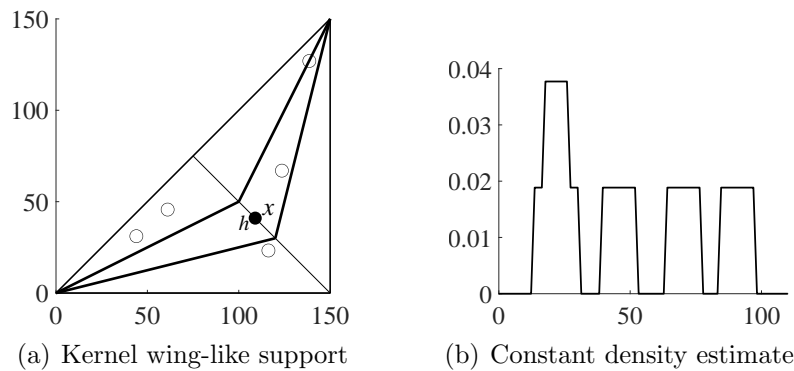 150
100
50
0
0 50 100 150
x
h
(a) Kernel wing-like support
0.04
0.03
0.02
0.01
0
0 50 100
(b) Constant density estimate